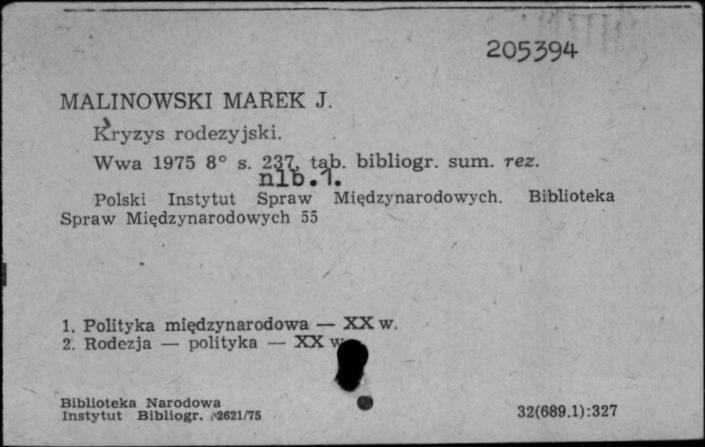 205394
MALINOWSKI MAREK J.
Kryzys rodezyjski.
Wwa 1975 8° s. 237, tab. bibliogr. sum. rez.
nlb.1.
Polski Instytut Spraw Międzynarodowych. Biblioteka
Spraw Międzynarodowych 55
1. Polityka międzynarodowa — XX w.
2. Rodezja — polityka — XX w.
Biblioteka Narodowa
Instytut Bibliogr. 2621/75
32(689.1):327